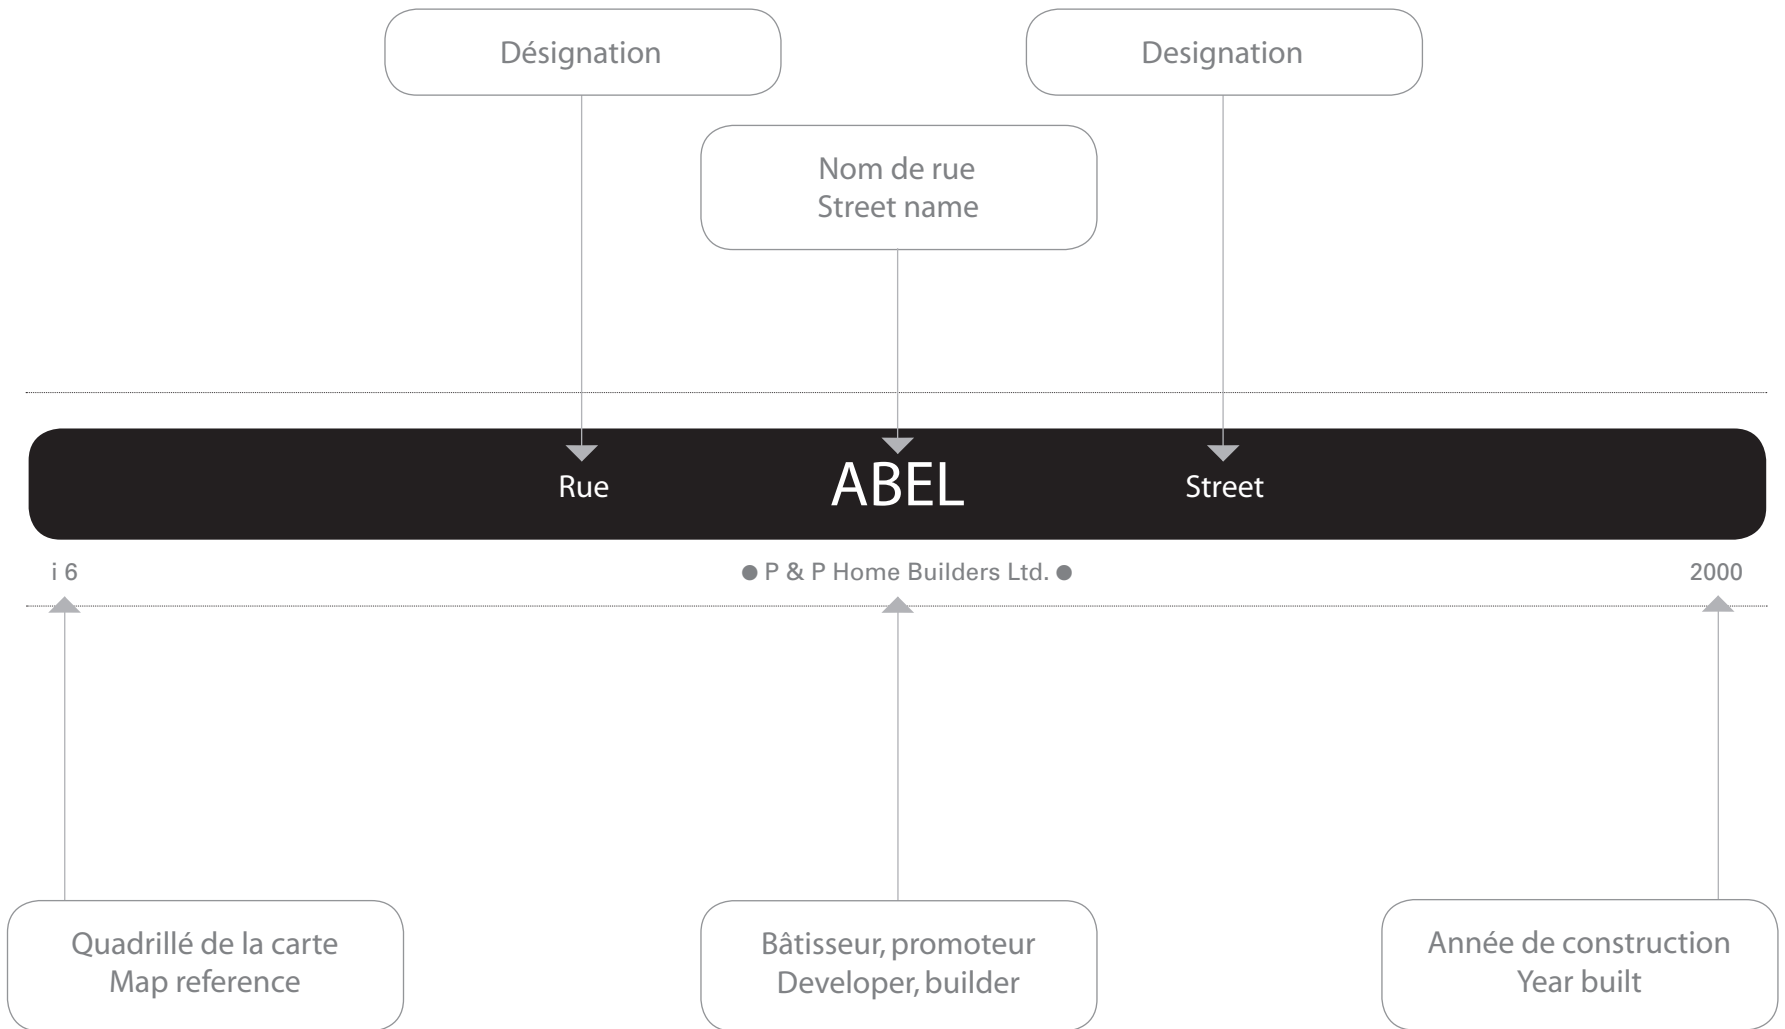 Désignation
Designation
Nom de rue
Street name
Rue ABEL Street
i 6 ● P & P Home Builders Ltd. ● 2000
Quadrillé de la carte
Map reference
Bâtisseur, promoteur
Developer, builder
Année de construction
Year built